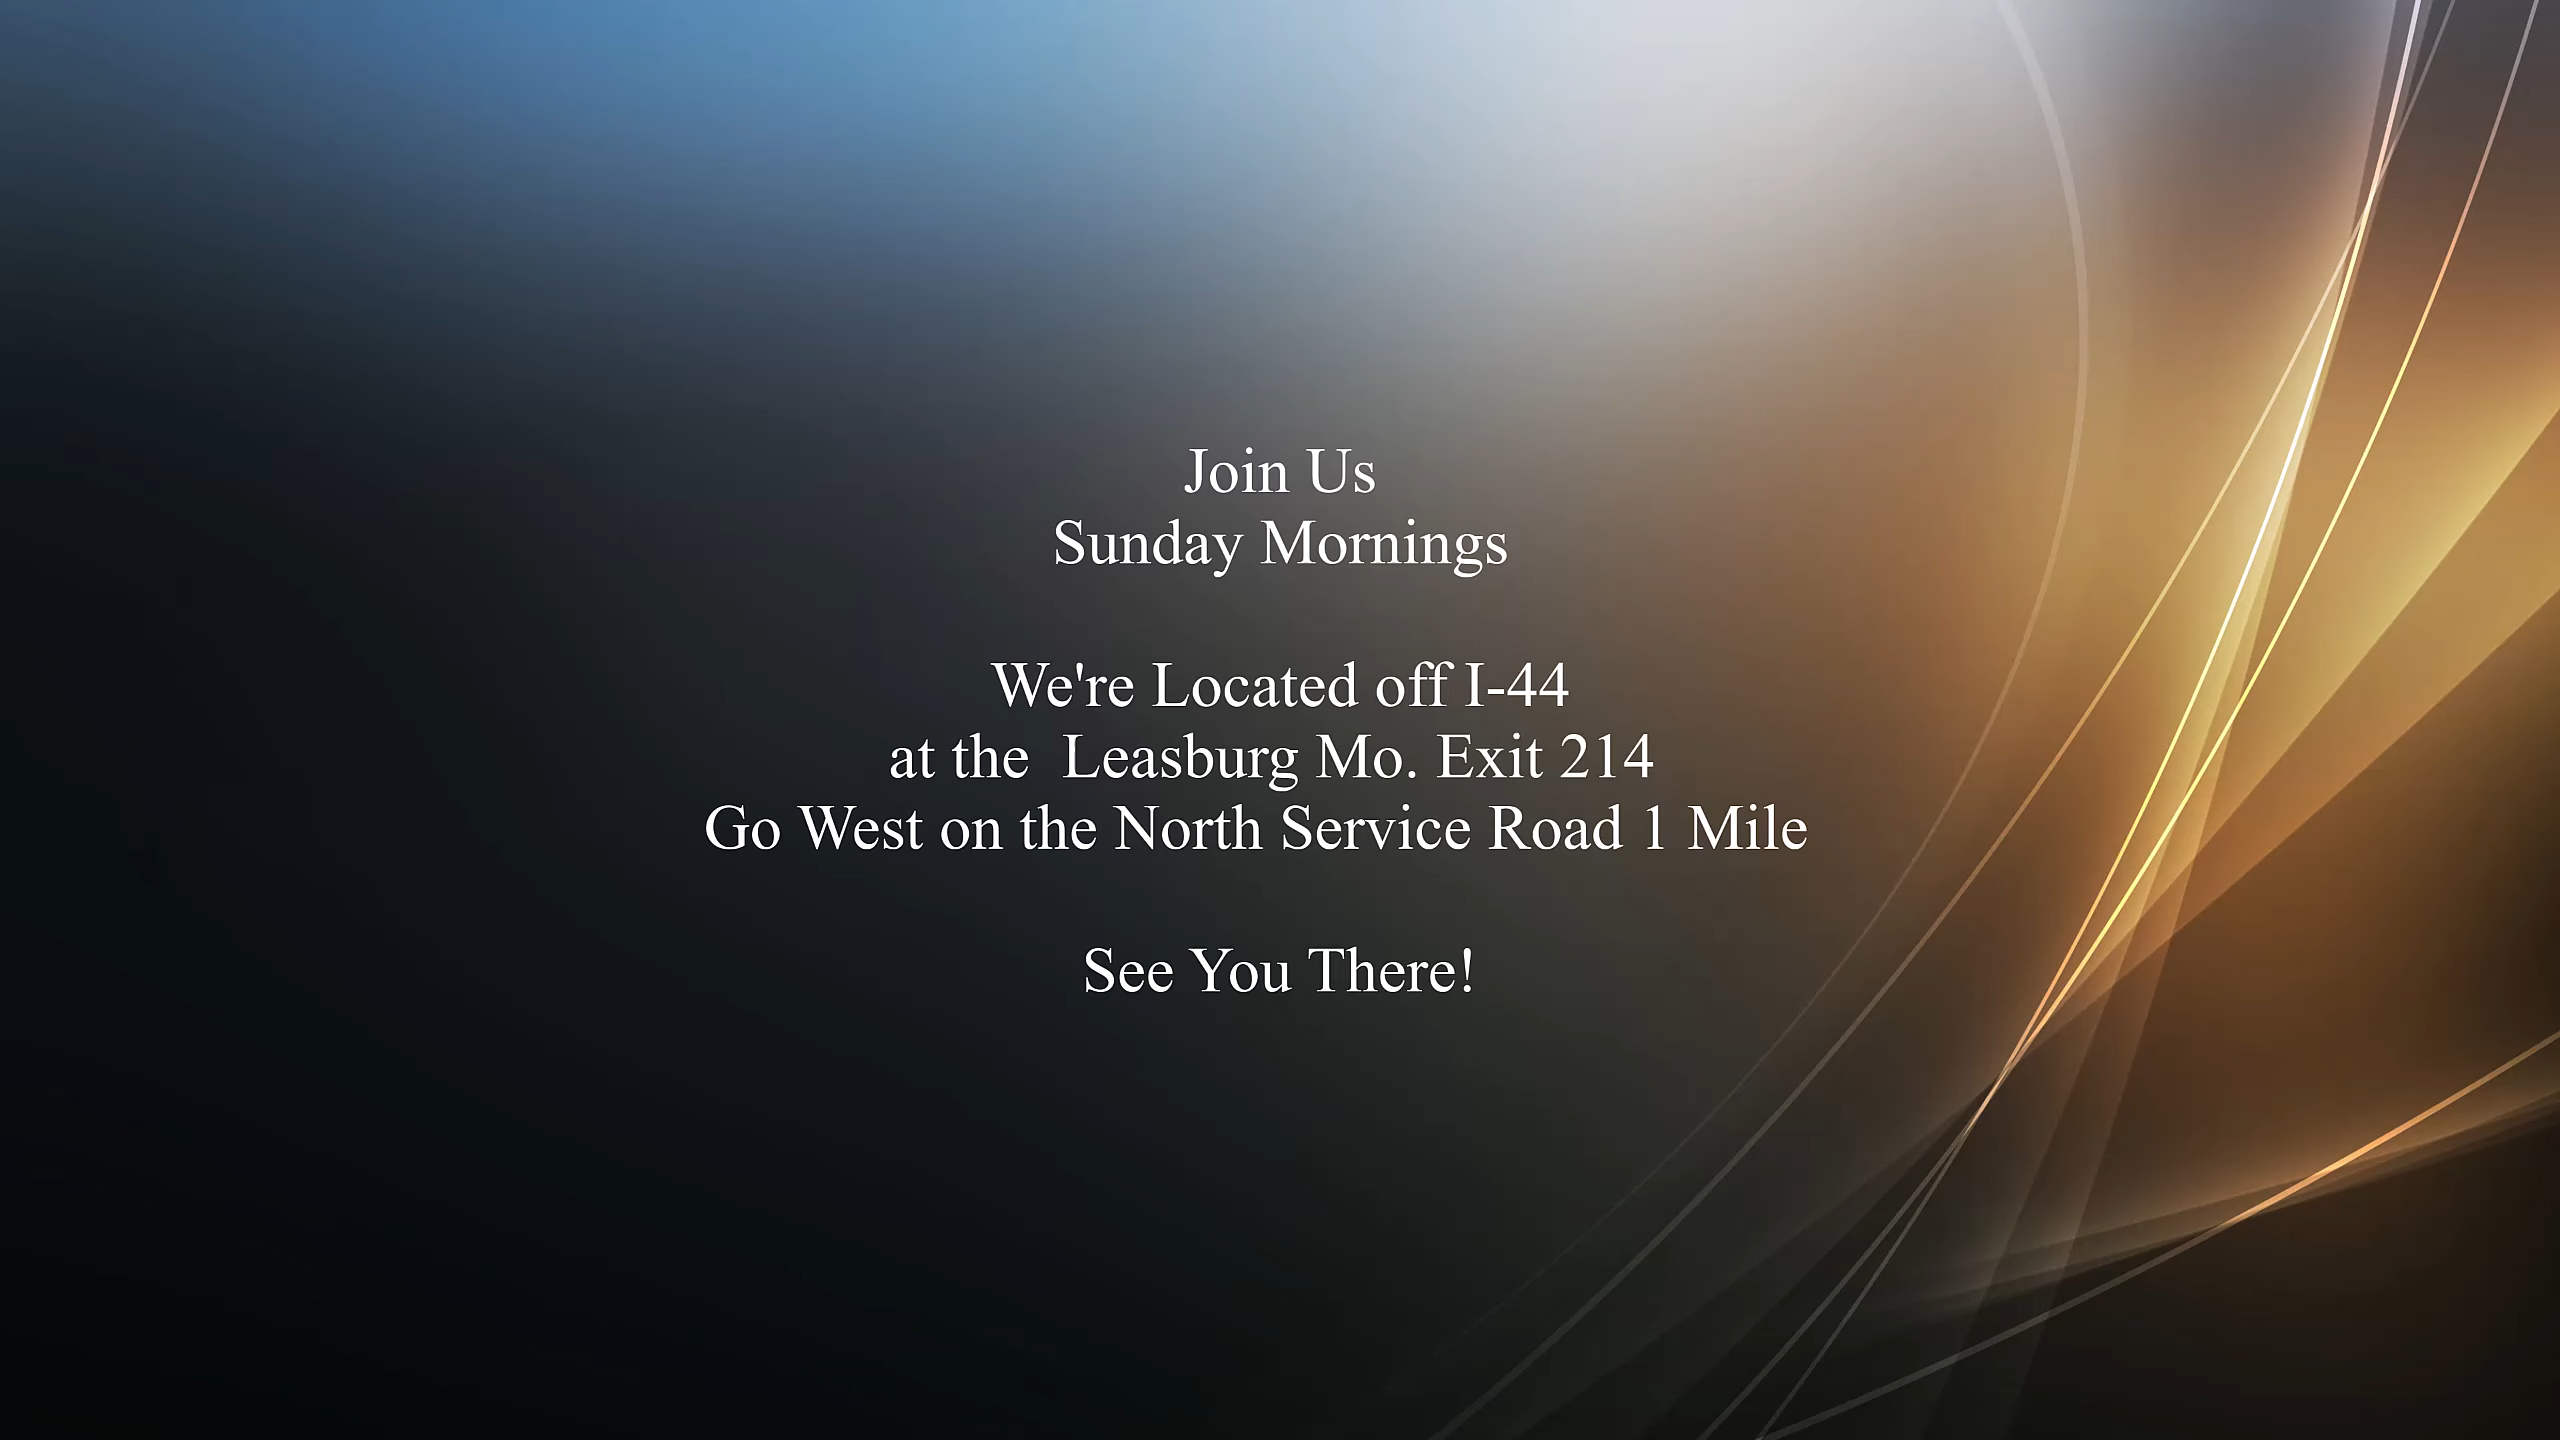 Join Us
Sunday Mornings
We're Located off I-44
at the  Leasburg Mo. Exit 214
Go West on the North Service Road 1 Mile
See You There!